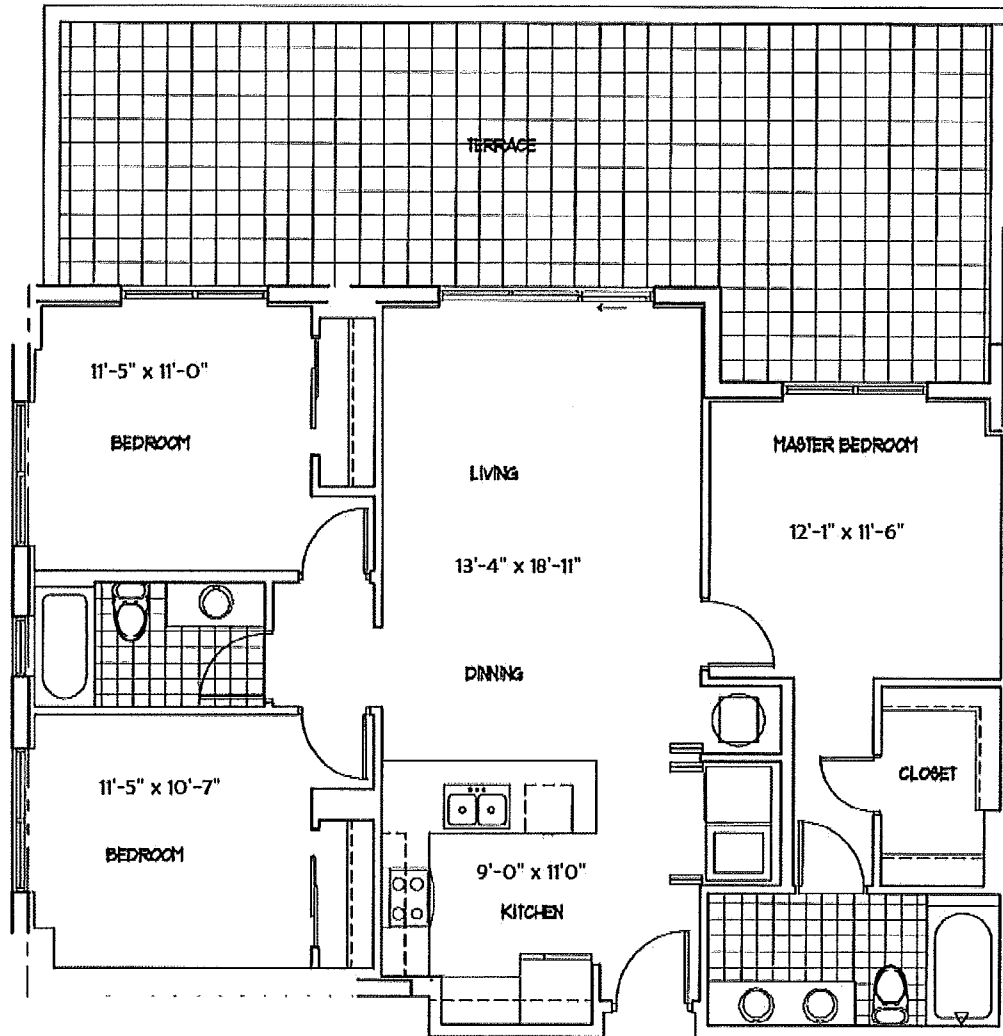 TERRACE
11'-5" x 11'-0"
BEDROOM
MASTER BEDROOM
LIVING
12'-1" x 11'-6"
13'-4" x 18'-11"
DINNING
11'-5" x 10'-7"
CLOSET
BEDROOM
9'-0" x 11'0"
KITCHEN